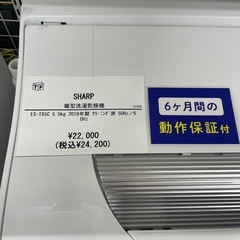 SHARP
縦型洗濯乾燥機
ES-TX5C 5.5kg 2019年製 ｸﾘｰﾆﾝｸﾞ済 50Hz／6
0Hz
¥22,000
(税込¥24,200)
6ヶ月間の
動作保証付